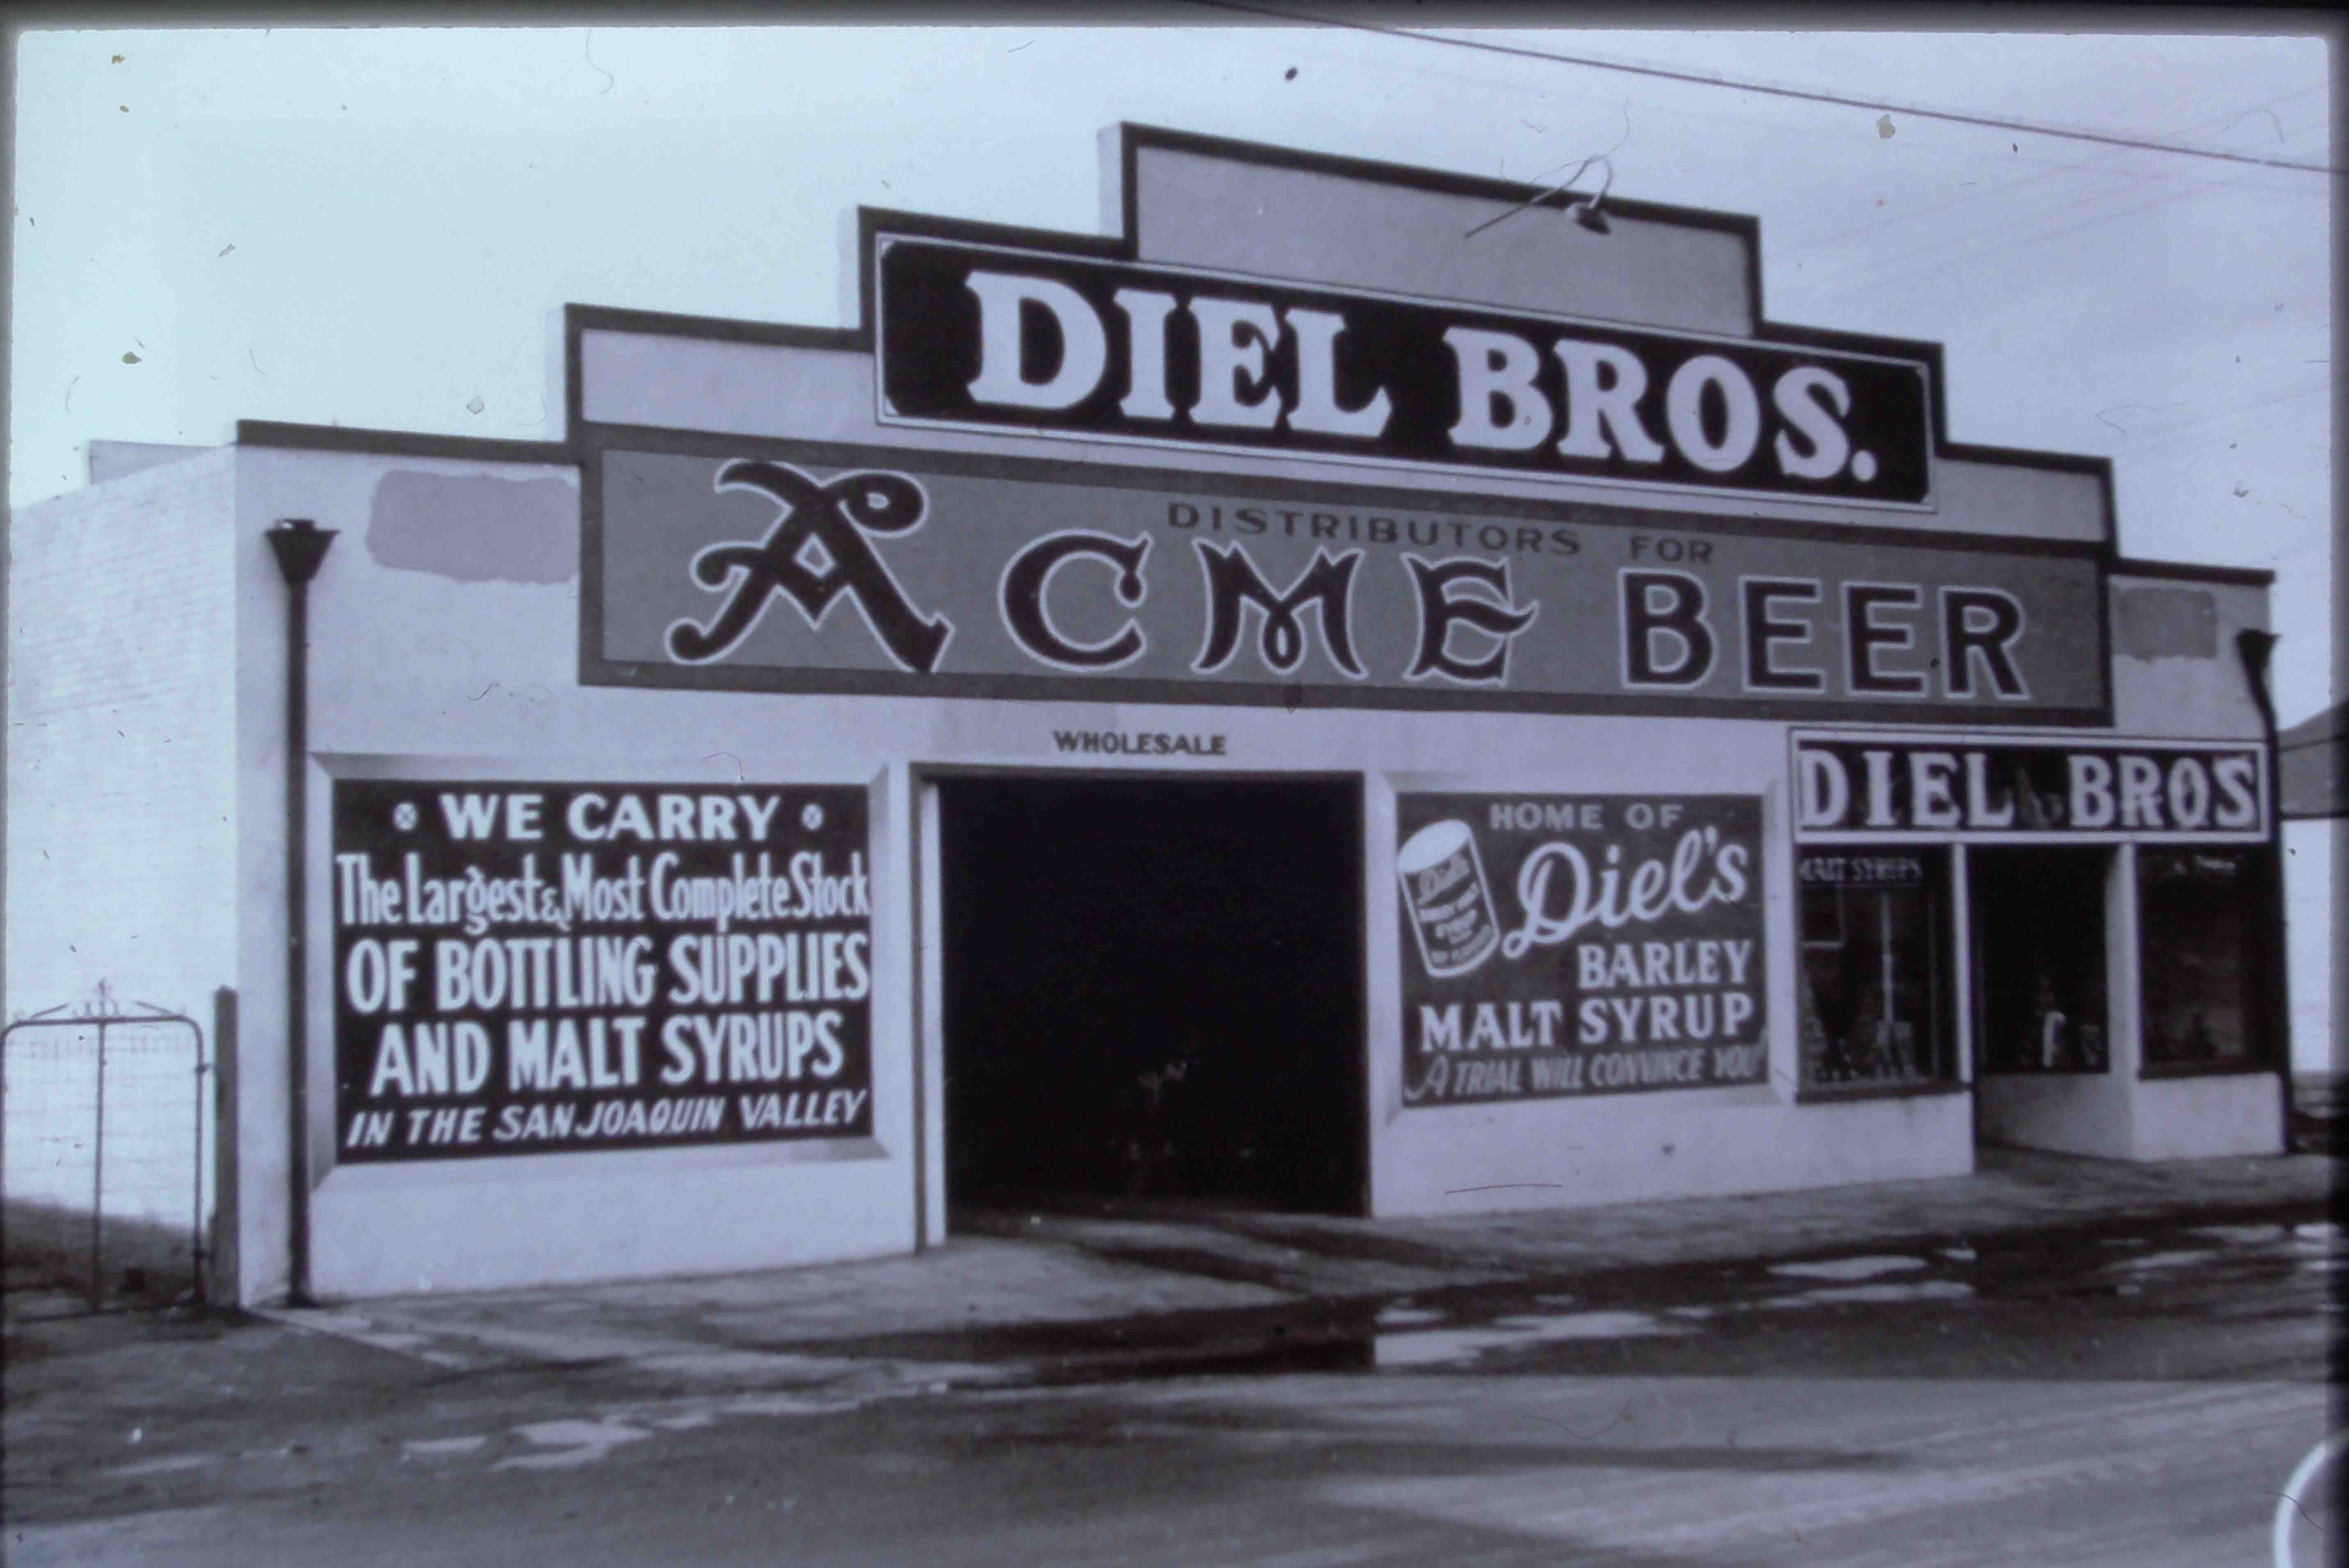 DIEL BROS.
DISTRIBUTORS FOR
ACME BEER
WHOLESALE
WE CARRY
The Largest & Most Complete Stock
OF BOTTLING SUPPLIES
AND MALT SYRUPS
IN THE SAN JOAQUIN VALLEY
HOME OF
Diel's
BARLEY
MALT SYRUP
A TRIAL WILL CONVINCE YOU!
Diel's
SYRUP
DIEL BROS
MALT SYRUPS